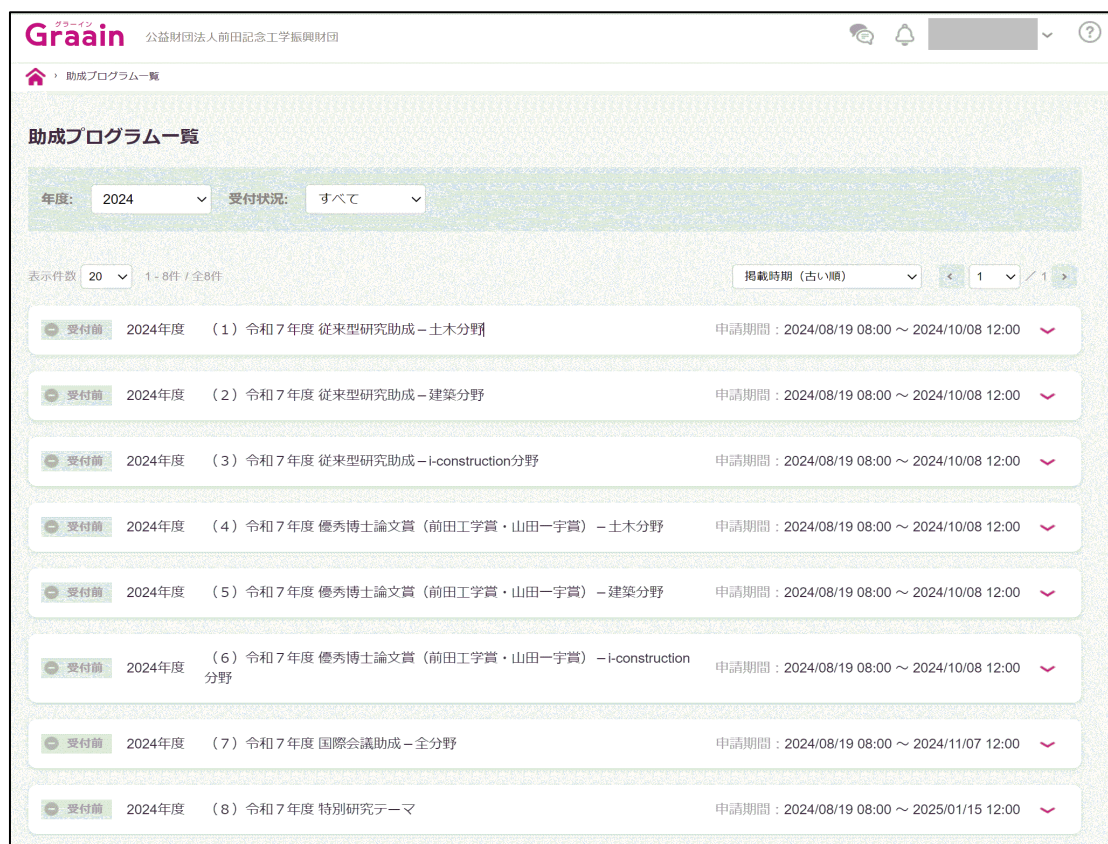 グラーイン
Graain 公益財団法人前田記念工学振興財団
助成プログラム一覧
助成プログラム一覧
年度: 2024 受付状況: すべて
表示件数 20 1 - 8件 / 全8件 掲載時期（古い順） 1 ／ 1
受付前 2024年度 （１）令和７年度 従来型研究助成－土木分野 申請期間：2024/08/19 08:00 ～ 2024/10/08 12:00
受付前 2024年度 （２）令和７年度 従来型研究助成－建築分野 申請期間：2024/08/19 08:00 ～ 2024/10/08 12:00
受付前 2024年度 （３）令和７年度 従来型研究助成－i-construction分野 申請期間：2024/08/19 08:00 ～ 2024/10/08 12:00
受付前 2024年度 （４）令和７年度 優秀博士論文賞（前田工学賞・山田一宇賞）－土木分野 申請期間：2024/08/19 08:00 ～ 2024/10/08 12:00
受付前 2024年度 （５）令和７年度 優秀博士論文賞（前田工学賞・山田一宇賞）－建築分野 申請期間：2024/08/19 08:00 ～ 2024/10/08 12:00
受付前 2024年度 （６）令和７年度 優秀博士論文賞（前田工学賞・山田一宇賞）－i-construction 申請期間：2024/08/19 08:00 ～ 2024/10/08 12:00
分野
受付前 2024年度 （７）令和７年度 国際会議助成－全分野 申請期間：2024/08/19 08:00 ～ 2024/11/07 12:00
受付前 2024年度 （８）令和７年度 特別研究テーマ 申請期間：2024/08/19 08:00 ～ 2025/01/15 12:00